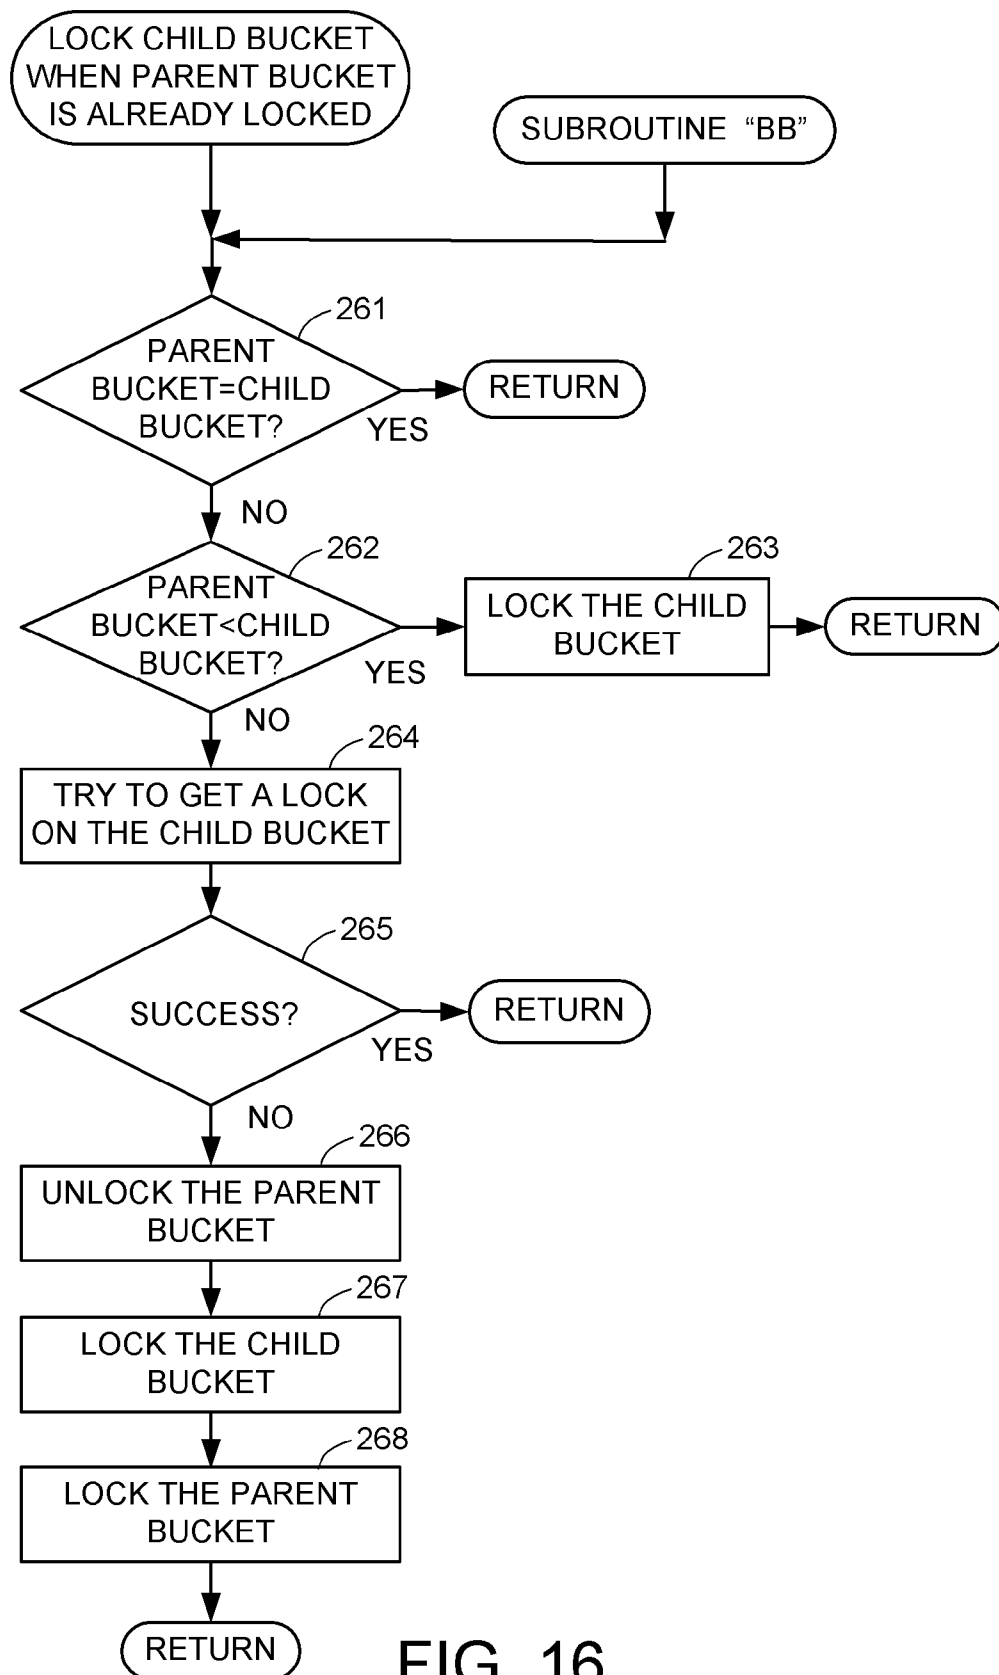 LOCK CHILD BUCKET
WHEN PARENT BUCKET
IS ALREADY LOCKED
SUBROUTINE “BB”
261
PARENT
BUCKET=CHILD
BUCKET?
YES
RETURN
NO
262
PARENT
BUCKET<CHILD
BUCKET?
YES
263
LOCK THE CHILD
BUCKET
RETURN
NO
264
TRY TO GET A LOCK
ON THE CHILD BUCKET
265
SUCCESS?
YES
RETURN
NO
266
UNLOCK THE PARENT
BUCKET
267
LOCK THE CHILD
BUCKET
268
LOCK THE PARENT
BUCKET
RETURN
FIG. 16